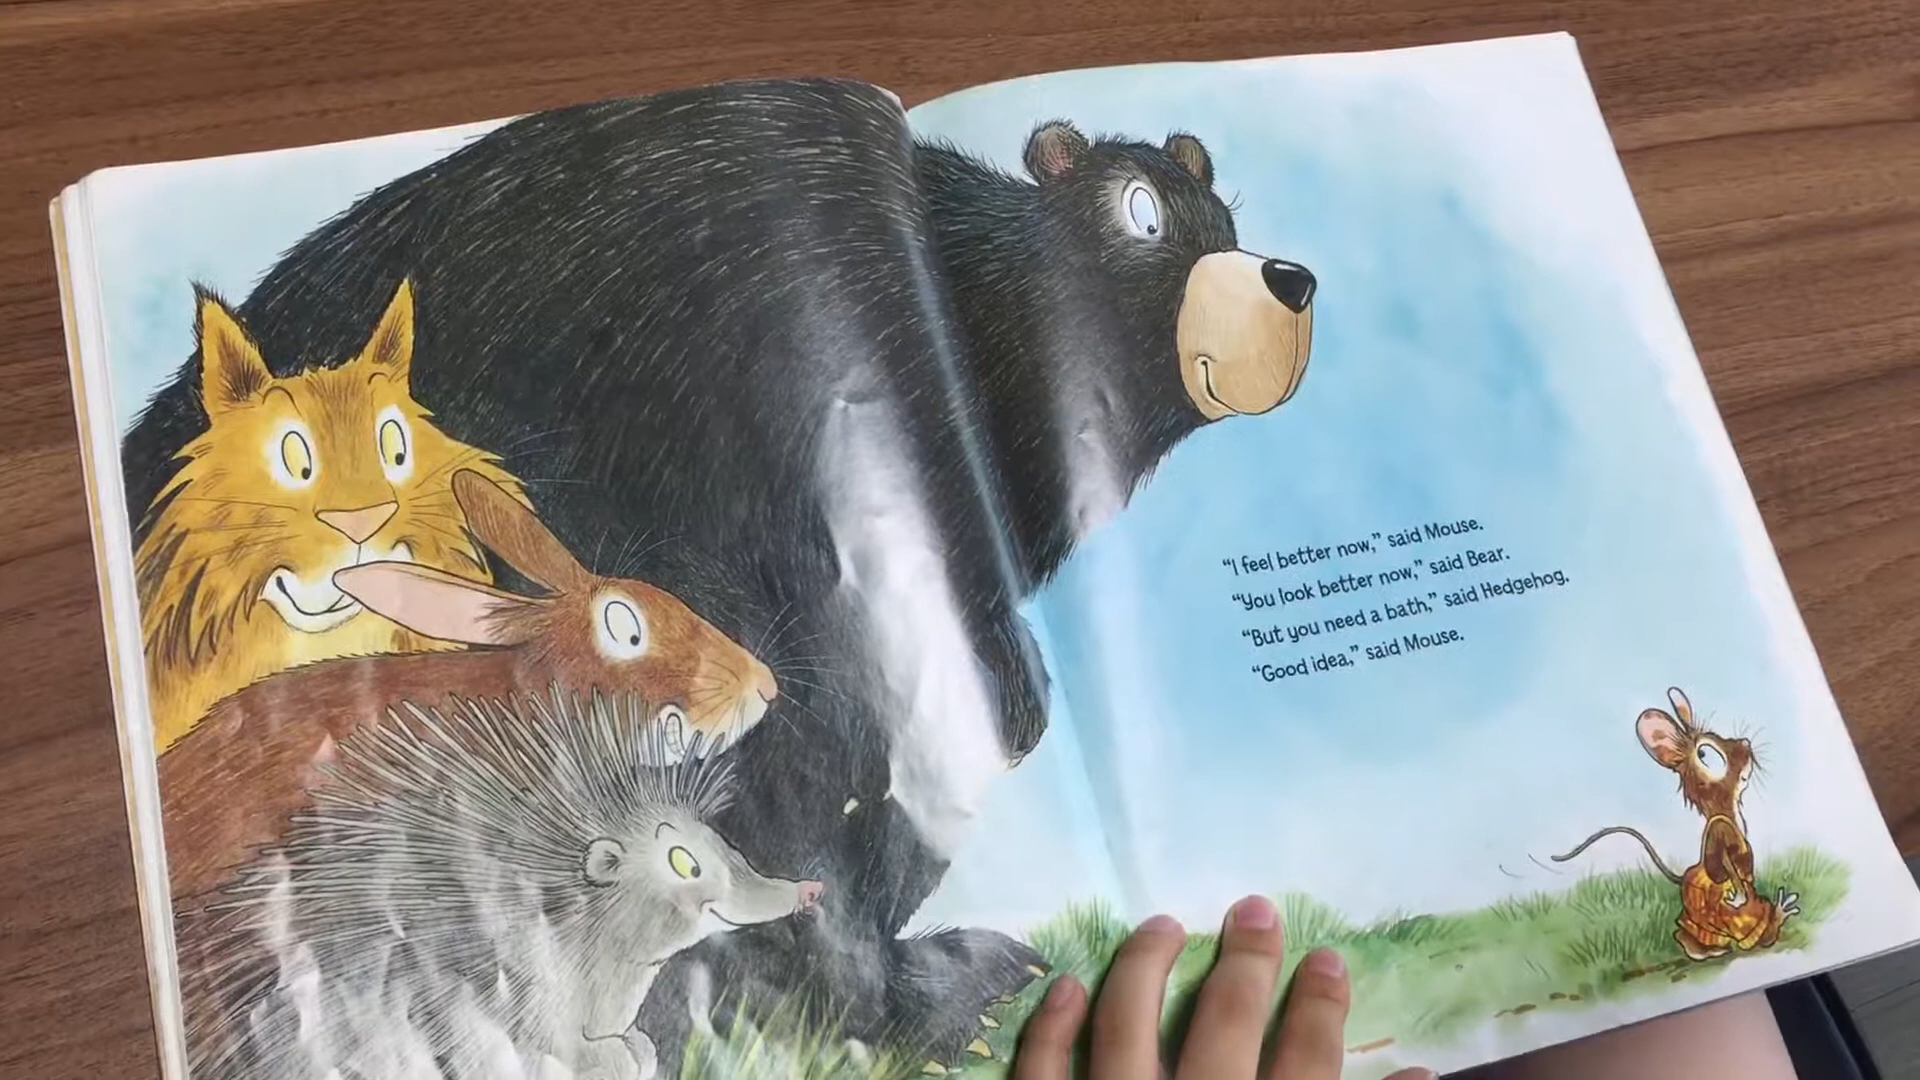 “I feel better now,” said Mouse.
“You look better now,” said Bear.
“But you need a bath,” said Hedgehog.
“Good idea,” said Mouse.